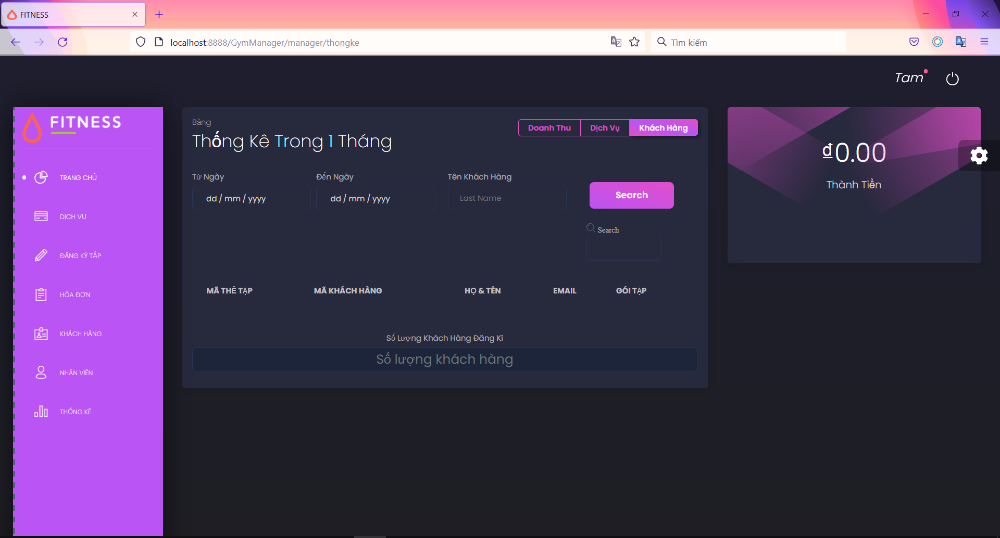 FITNESS
localhost:8888/GymManager/manager/thongke
Tìm kiếm
Tam
FITNESS
TRANG CHỦ
DỊCH VỤ
ĐĂNG KÝ TẬP
HÓA ĐƠN
KHÁCH HÀNG
NHÂN VIÊN
THỐNG KÊ
Bảng
Thống Kê Trong 1 Tháng
Doanh Thu
Dịch Vụ
Khách Hàng
Từ Ngày
Đến Ngày
Tên Khách Hàng
dd / mm / yyyy
dd / mm / yyyy
Last Name
Search
Search
MÃ THẺ TẬP
MÃ KHÁCH HÀNG
HỌ & TÊN
EMAIL
GÓI TẬP
Số Lượng Khách Hàng Đăng Kí
Số lượng khách hàng
₫0.00
Thành Tiền